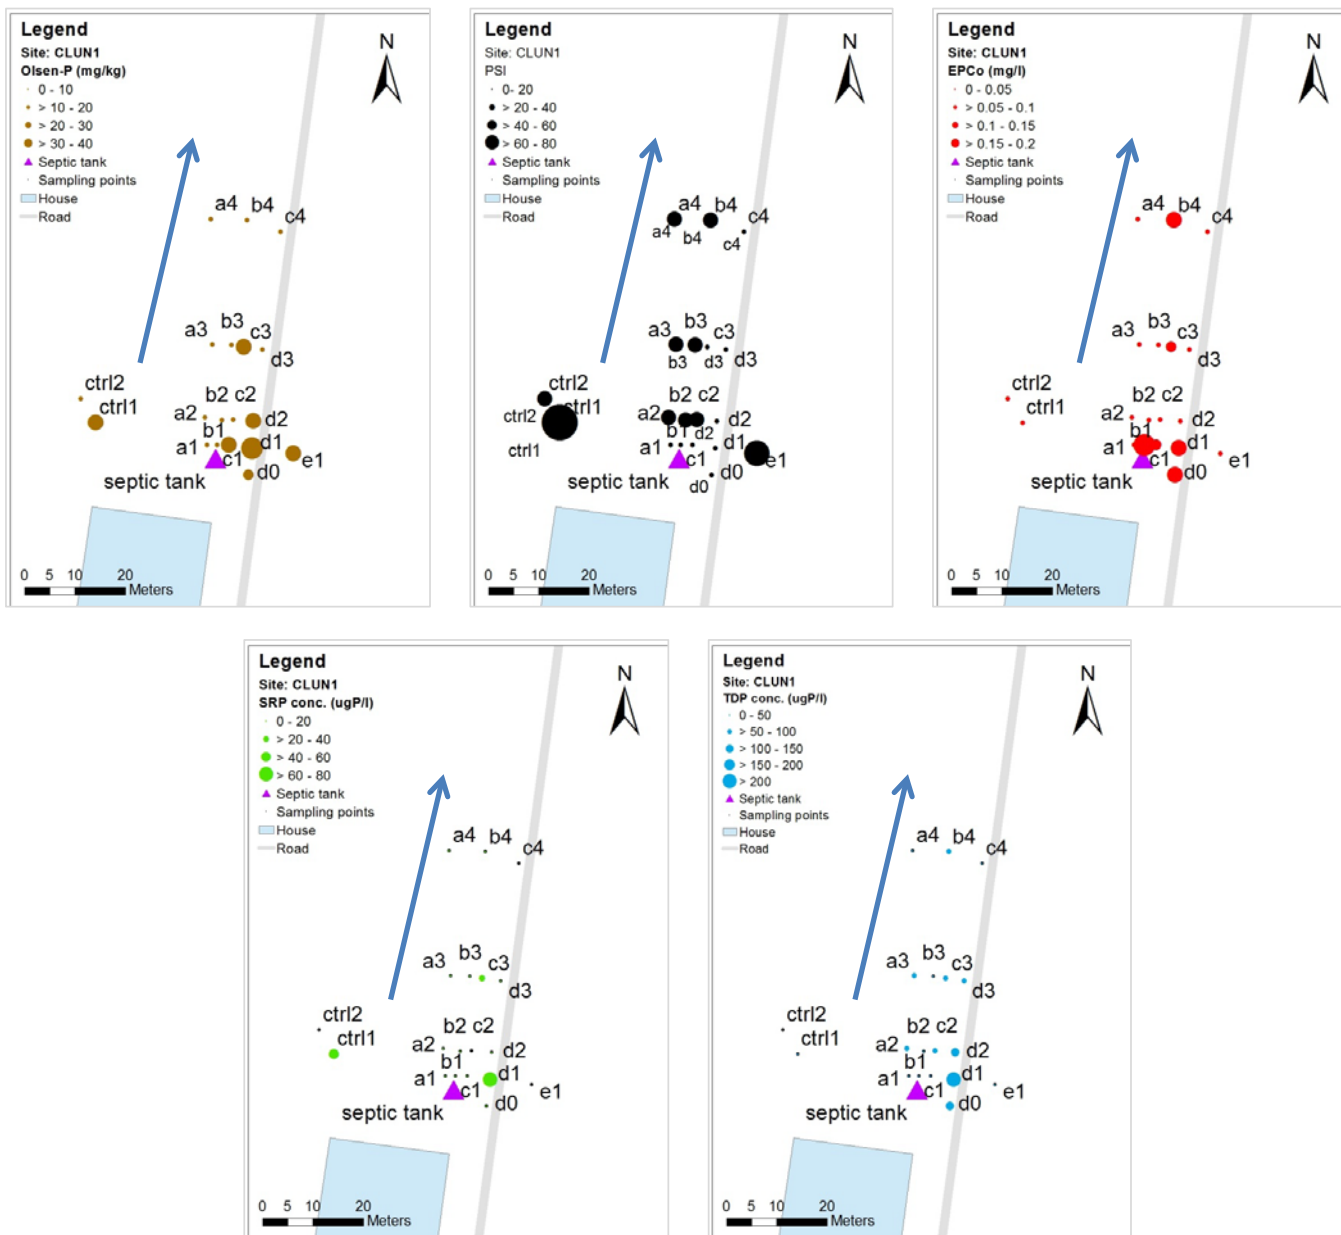 Legend
Site: CLUN1
Olsen-P (mg/kg)
0 - 10
> 10 - 20
> 20 - 30
> 30 - 40
Septic tank
Sampling points
House
Road
N
a4 b4 c4
a3 b3 c3 d3
ctrl2
ctrl1
a2 b2 c2 d2
a1 b1 c1 d1 e1
septic tank d0
0 5 10 20
Meters
Legend
Site: CLUN1
PSI
0 - 20
> 20 - 40
> 40 - 60
> 60 - 80
Septic tank
Sampling points
House
Road
N
a4 b4 c4
a4 b4 c4
a3 b3 c3
b3 d3 d3
ctrl2
ctrl2 ctrl1
ctrl1
a2 b2 c2 d2
a1 b1 d2 d1
c1 e1
septic tank d0
d0
0 5 10 20
Meters
Legend
Site: CLUN1
EPCo (mg/l)
0 - 0.05
> 0.05 - 0.1
> 0.1 - 0.15
> 0.15 - 0.2
Septic tank
Sampling points
House
Road
N
a4 b4 c4
a3 b3 c3 d3
ctrl2
ctrl1
a2 b2 c2 d2
a1 b1 c1 d1 e1
septic tank d0
0 5 10 20
Meters
Legend
Site: CLUN1
SRP conc. (ugP/l)
0 - 20
> 20 - 40
> 40 - 60
> 60 - 80
Septic tank
Sampling points
House
Road
N
a4 b4 c4
a3 b3 c3 d3
ctrl2
ctrl1
a2 b2 c2 d2
a1 b1 c1 d1 e1
septic tank d0
0 5 10 20
Meters
Legend
Site: CLUN1
TDP conc. (ugP/l)
0 - 50
> 50 - 100
> 100 - 150
> 150 - 200
> 200
Septic tank
Sampling points
House
Road
N
a4 b4 c4
a3 b3 c3 d3
ctrl2
ctrl1
a2 b2 c2 d2
a1 b1 c1 d1 e1
septic tank d0
0 5 10 20
Meters